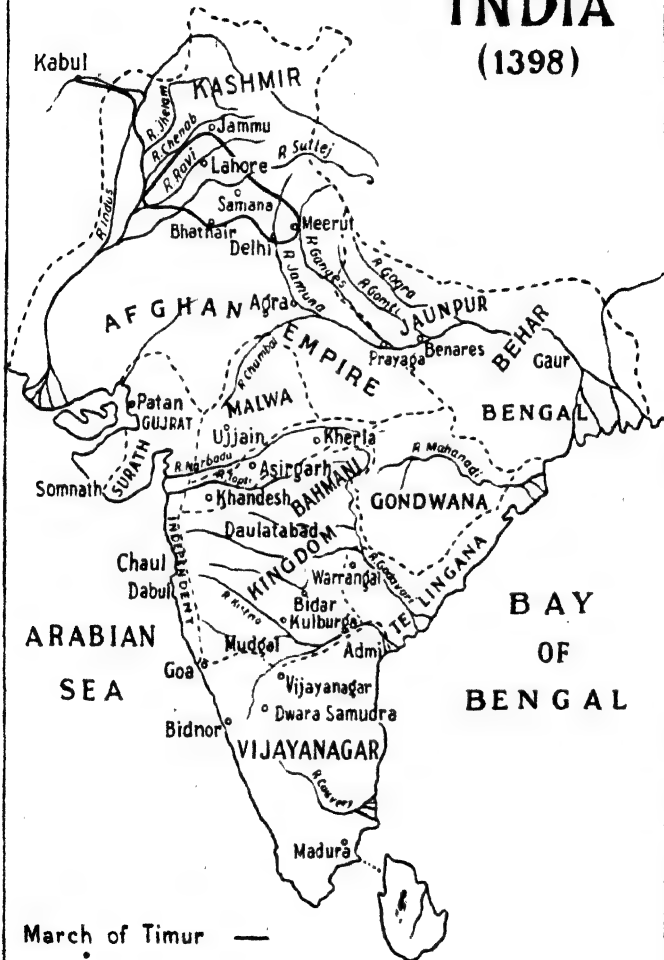 INDIA
(1398)
Kabul
KASHMIR
R. Jhelam
R. Chenab
Jammu
R. Ravi
Lahore
R Sutlej
R Indus
Samana
Bhatnair
Delhi
Meerut
R Ganges
R Jamuna
R Gogra
R Gomti
JAUNPUR
AFGHAN
Agra
EMPIRE
Prayaga
Benares
BEHAR
Gaur
R Chumbal
Patan
GUJRAT
MALWA
BENGAL
Ujjain
Kherla
R Mahanadi
SURATH
Somnath
R Narbadu
R Tapti
Asirgarh
BAHMANI
Khandesh
GONDWANA
INDEPENDENT
Daulatabad
KINGDOM
Chaul
Warrangal
R Godavari
Dabul
TE LINGANA
BAY
Bidar
R Kistna
Kulburga
ARABIAN
OF
Mudgal
Admi
Goa
SEA
BENGAL
Vijayanagar
Dwara Samudra
Bidnor
VIJAYANAGAR
R Cauvery
Madura
March of Timur